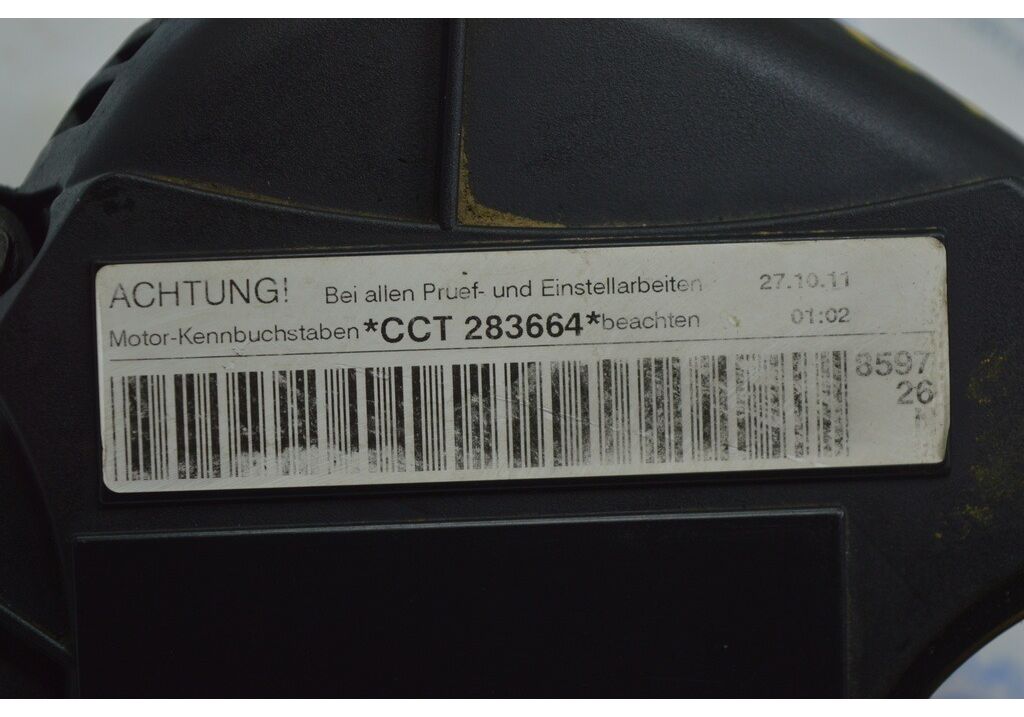 ACHTUNG! Bei allen Pruef- und Einstellarbeiten 27.10.11
Motor-Kennbuchstaben *CCT 283664* beachten 01:02
8597
26